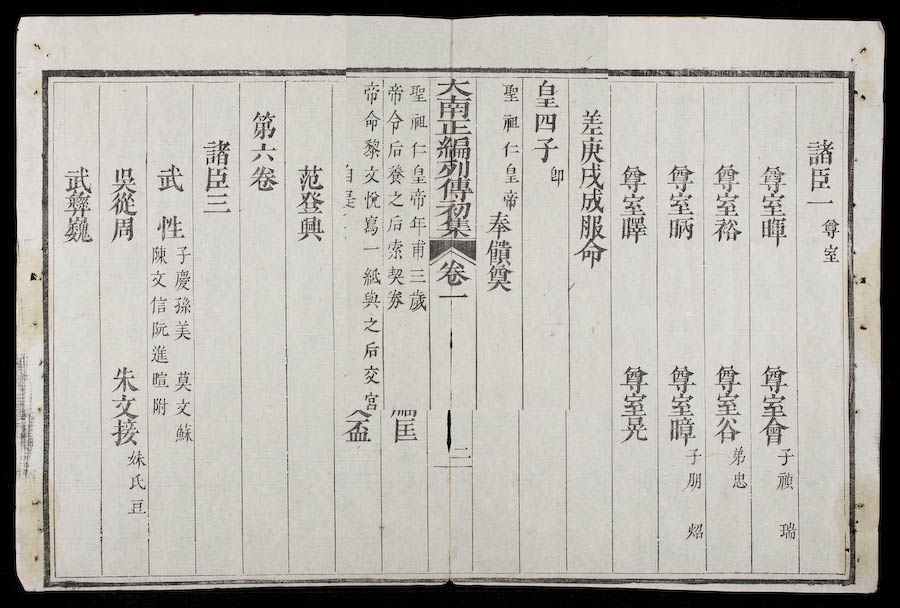 諸臣一 尊室
尊室暉 尊室會 子禎 瑞
尊室裕 尊室谷 弟忠
尊室昞 尊室暲 子朋 炤
尊室曎 尊室晃
差庚戌成服命
皇四子 即
聖祖仁皇帝 奉饋奠
大南正編列傳初集 卷一 二
聖祖仁皇帝年甫三歲
帝令后養之后索契券 匡
帝命黎文悅寫一紙與之后交宮
自是 盃
范登興
第六卷
諸臣三
武性 子慶孫美 莫文蘇
陳文信阮進暄附
吳從周 朱文接 妹氏豆
武彝巍